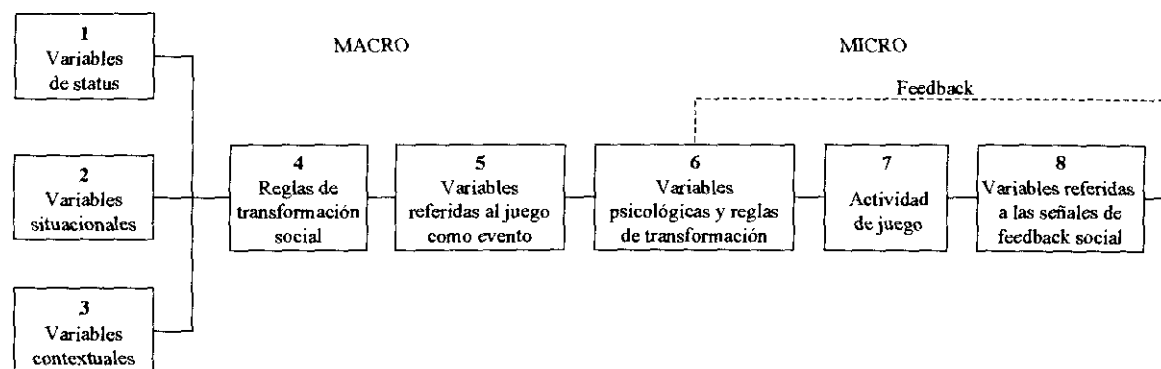 1
Variables
de status
MACRO
MICRO
Feedback
2
Variables
situacionales
4
Reglas de
transformación
social
5
Variables
referidas al juego
como evento
6
Variables
psicológicas y reglas
de transformación
7
Actividad
de juego
8
Variables referidas
a las señales de
feedback social
3
Variables
contextuales